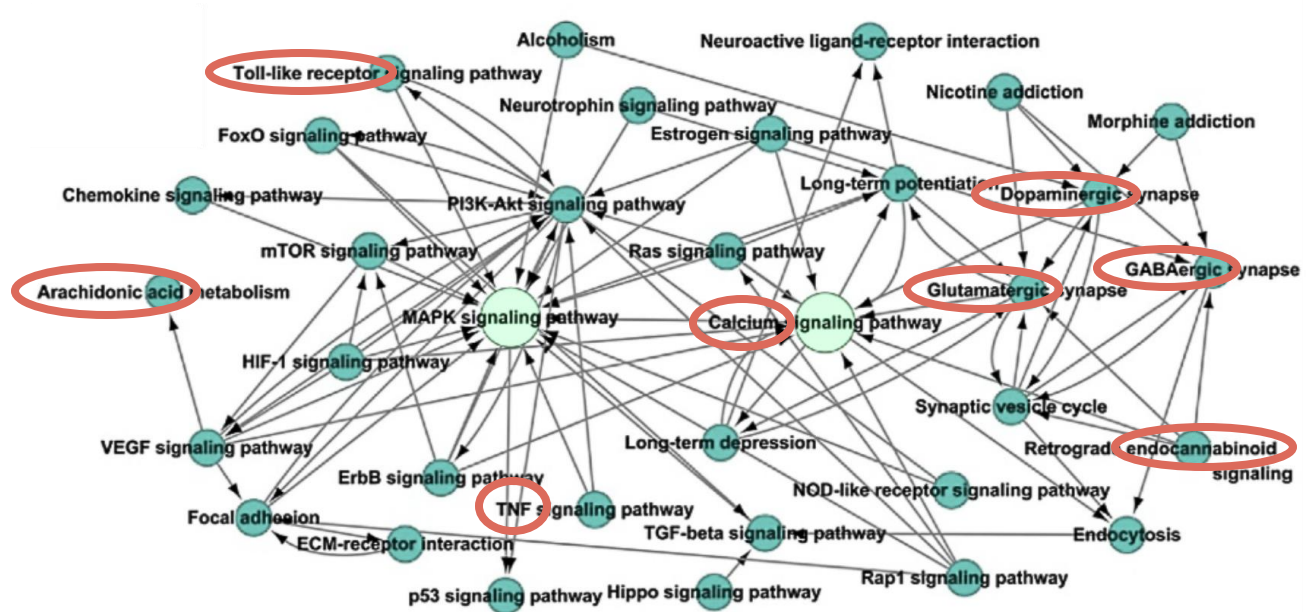 Alcoholism
Neuroactive ligand-receptor interaction
Toll-like receptor signaling pathway
Nicotine addiction
Neurotrophin signaling pathway
Morphine addiction
FoxO signaling pathway
Estrogen signaling pathway
Long-term potentiation
Chemokine signaling pathway
Dopaminergic synapse
PI3K-Akt signaling pathway
mTOR signaling pathway
Ras signaling pathway
GABAergic synapse
Arachidonic acid metabolism
Glutamatergic synapse
MAPK signaling pathway
Calcium signaling pathway
HIF-1 signaling pathway
Synaptic vesicle cycle
VEGF signaling pathway
Long-term depression
Retrograde endocannabinoid
signaling
ErbB signaling pathway
NOD-like receptor signaling pathway
TNF signaling pathway
Focal adhesion
TGF-beta signaling pathway
Endocytosis
ECM-receptor interaction
Rap1 signaling pathway
p53 signaling pathway
Hippo signaling pathway